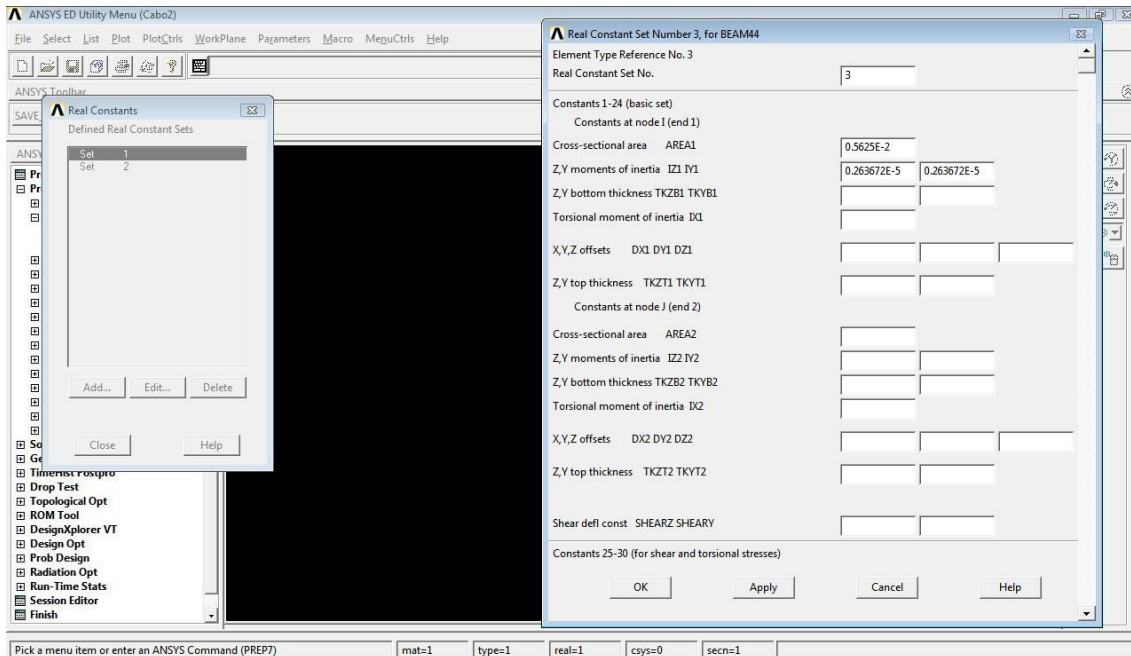 ANSYS ED Utility Menu (Cabo2)
File Select List Plot PlotCtrls WorkPlane Parameters Macro MenuCtrls Help
ANSYS Toolbar
SAVE
Real Constants
Defined Real Constant Sets
Set 1
Set 2
Add... Edit... Delete
Close Help
ANSY
Pr
Pr
So
Ge
TimeHist Postpro
Drop Test
Topological Opt
ROM Tool
DesignXplorer VT
Design Opt
Prob Design
Radiation Opt
Run-Time Stats
Session Editor
Finish
Real Constant Set Number 3, for BEAM44
Element Type Reference No. 3
Real Constant Set No. 3
Constants 1-24 (basic set)
Constants at node I (end 1)
Cross-sectional area AREA1 0.5625E-2
Z,Y moments of inertia IZ1 IY1 0.263672E-5 0.263672E-5
Z,Y bottom thickness TKZB1 TKYB1
Torsional moment of inertia IX1
X,Y,Z offsets DX1 DY1 DZ1
Z,Y top thickness TKZT1 TKYT1
Constants at node J (end 2)
Cross-sectional area AREA2
Z,Y moments of inertia IZ2 IY2
Z,Y bottom thickness TKZB2 TKYB2
Torsional moment of inertia IX2
X,Y,Z offsets DX2 DY2 DZ2
Z,Y top thickness TKZT2 TKYT2
Shear defl const SHEARZ SHEARY
Constants 25-30 (for shear and torsional stresses)
OK Apply Cancel Help
Pick a menu item or enter an ANSYS Command (PREP7) mat=1 type=1 real=1 csys=0 secn=1